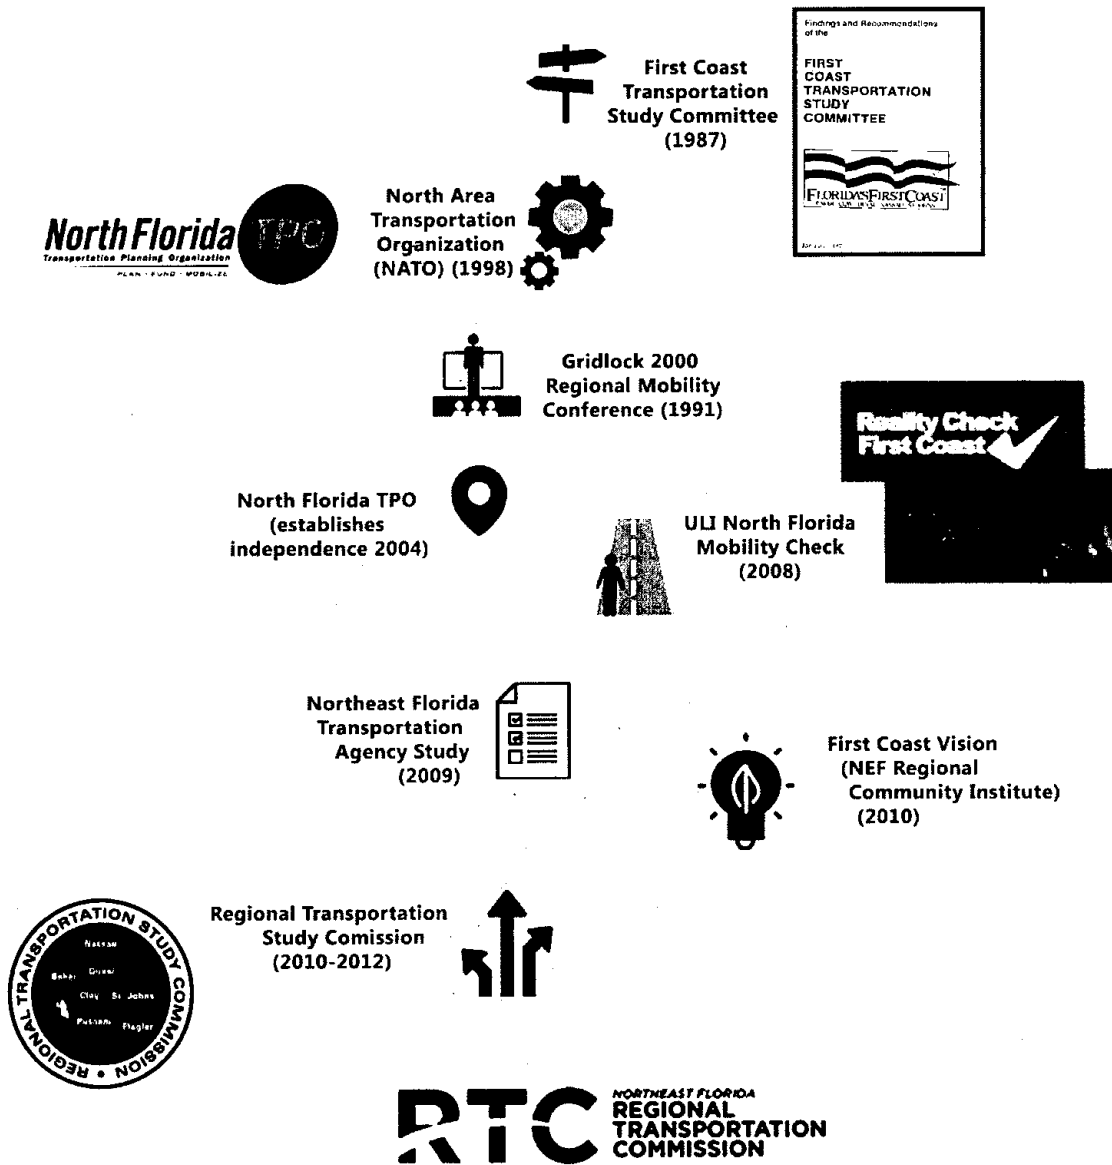 First Coast
Transportation
Study Committee
(1987)
Findings and Recommendations
of the
FIRST
COAST
TRANSPORTATION
STUDY
COMMITTEE
FLORIDA'S FIRST COAST
North Florida
TPO
Transportation Planning Organization
PLAN · FUND · MOBILIZE
North Area
Transportation
Organization
(NATO) (1998)
Gridlock 2000
Regional Mobility
Conference (1991)
Reality Check
First Coast
North Florida TPO
(establishes
independence 2004)
ULI North Florida
Mobility Check
(2008)
Northeast Florida
Transportation
Agency Study
(2009)
First Coast Vision
(NEF Regional
Community Institute)
(2010)
Regional Transportation
Study Comission
(2010-2012)
REGIONAL TRANSPORTATION STUDY COMMISSION •
Nassau
Baker Duval
Clay St Johns
Putnam Flagler
RTC
NORTHEAST FLORIDA
REGIONAL
TRANSPORTATION
COMMISSION